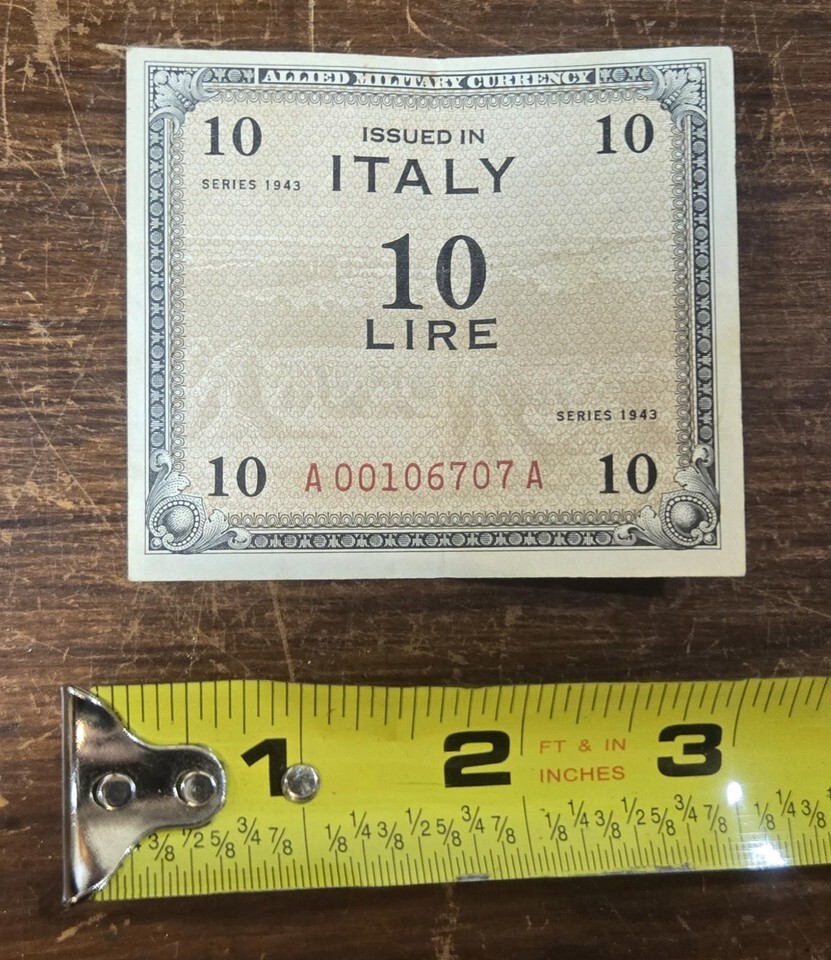 ALLIED MILITARY CURRENCY
10 ISSUED IN 10
SERIES 1943 ITALY
10
LIRE
SERIES 1943
10 A00106707A 10
1 2 FT & IN 3
INCHES
3/8 1/2 5/8 3/4 7/8 1/8 1/4 3/8 1/2 5/8 3/4 7/8 1/8 1/4 3/8 1/2 5/8 3/4 7/8 1/8 1/4 3/8